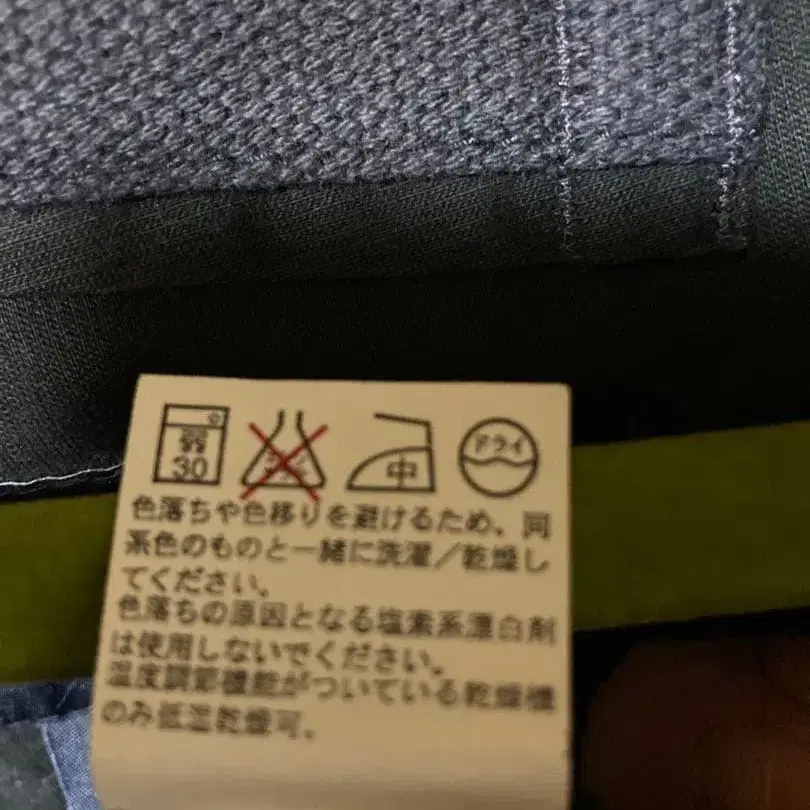 弱
30
中
ドライ
色落ちや色移りを避けるため、同
系色のものと一緒に洗濯／乾燥し
てください。
色落ちの原因となる塩素系漂白剤
は使用しないでください。
温度調節機能がついている乾燥機
のみ低温乾燥可。